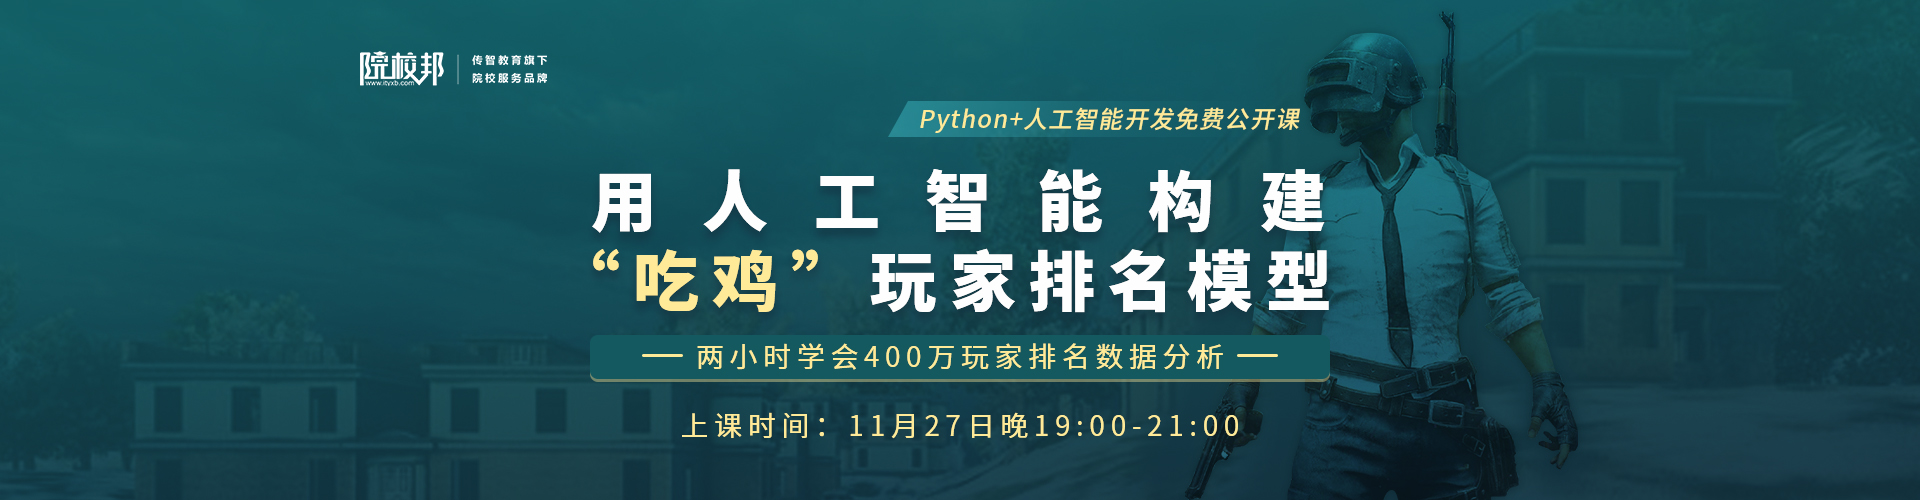 院校邦
www.ityxb.com
传智教育旗下
院校服务品牌
Python+人工智能开发免费公开课
用人工智能构建
“吃鸡”玩家排名模型
两小时学会400万玩家排名数据分析
上课时间：11月27日晚19:00-21:00